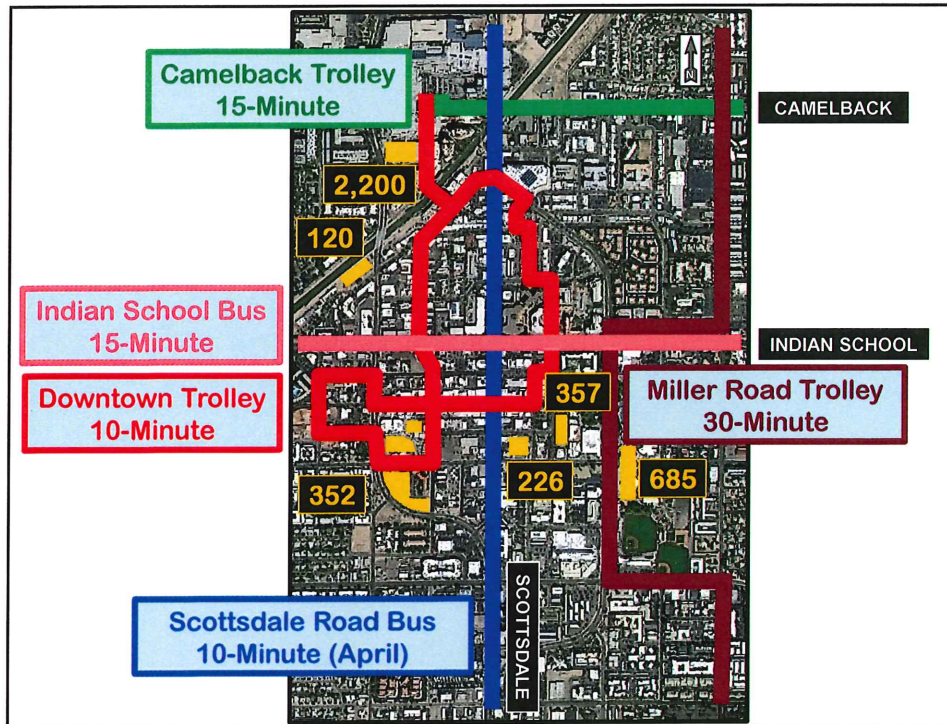 Camelback Trolley
15-Minute
N
CAMELBACK
2,200
120
Indian School Bus
15-Minute
INDIAN SCHOOL
Downtown Trolley
10-Minute
357
Miller Road Trolley
30-Minute
352
226
685
Scottsdale Road Bus
10-Minute (April)
SCOTTSDALE